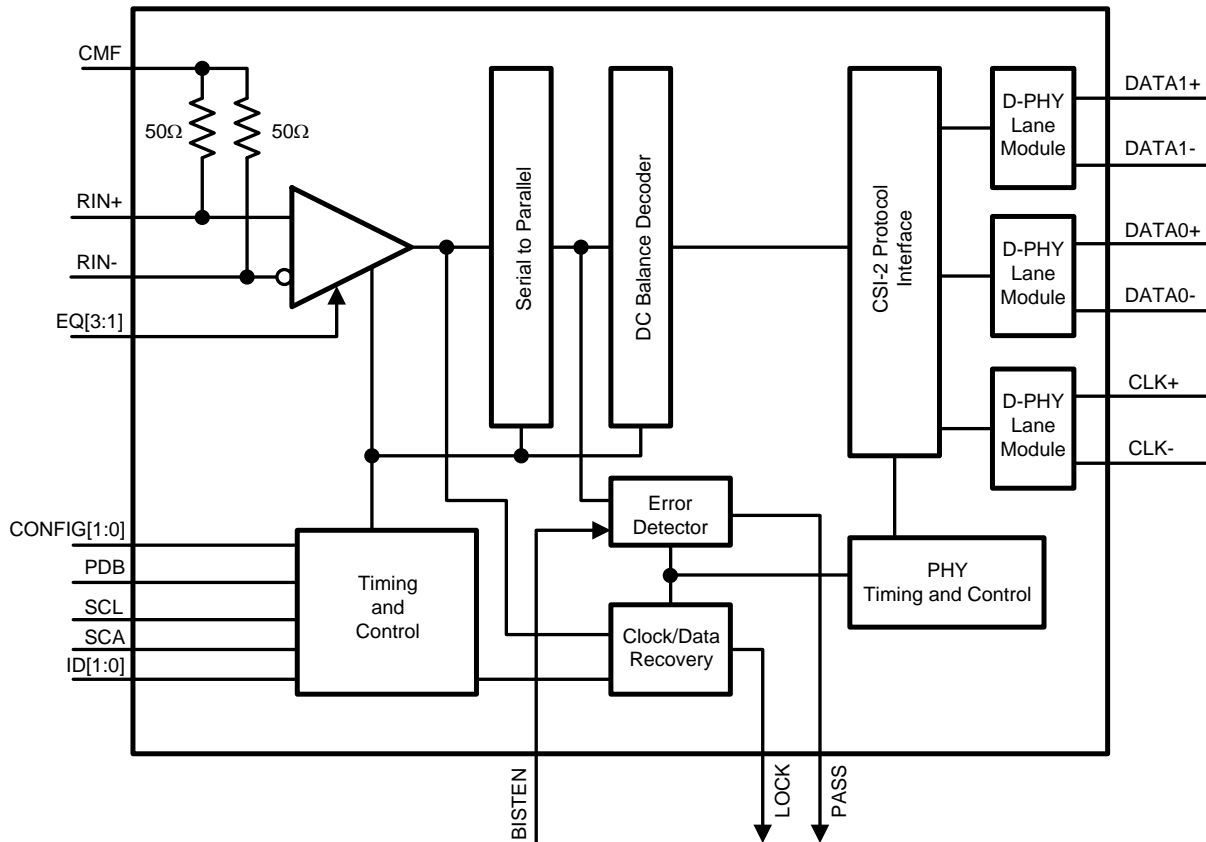 CMF
50Ω
50Ω
RIN+
RIN-
EQ[3:1]
Serial to Parallel
DC Balance Decoder
CSI-2 Protocol
Interface
D-PHY
Lane
Module
DATA1+
DATA1-
D-PHY
Lane
Module
DATA0+
DATA0-
D-PHY
Lane
Module
CLK+
CLK-
CONFIG[1:0]
PDB
SCL
SCA
ID[1:0]
Timing
and
Control
Error
Detector
Clock/Data
Recovery
PHY
Timing and Control
BISTEN
LOCK
PASS